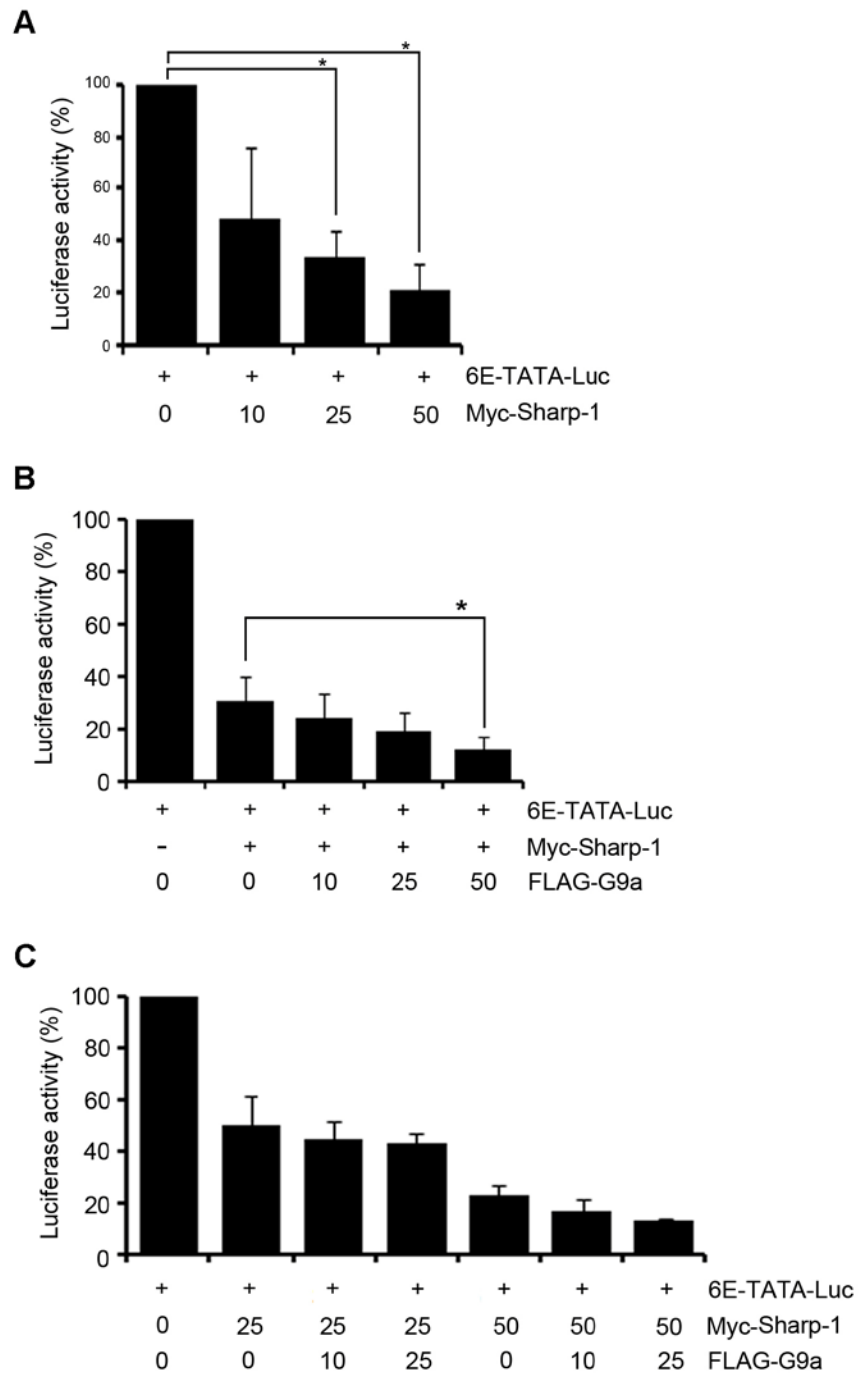 A
* 
*
Luciferase activity (%)
100
80
60
40
20
0
+ + + + 6E-TATA-Luc
0 10 25 50 Myc-Sharp-1
B
Luciferase activity (%)
100
80
60
*
40
20
0
+ + + + + 6E-TATA-Luc
- + + + + Myc-Sharp-1
0 0 10 25 50 FLAG-G9a
C
Luciferase activity (%)
100
80
60
40
20
0
+ + + + + + + 6E-TATA-Luc
0 25 25 25 50 50 50 Myc-Sharp-1
0 0 10 25 0 10 25 FLAG-G9a